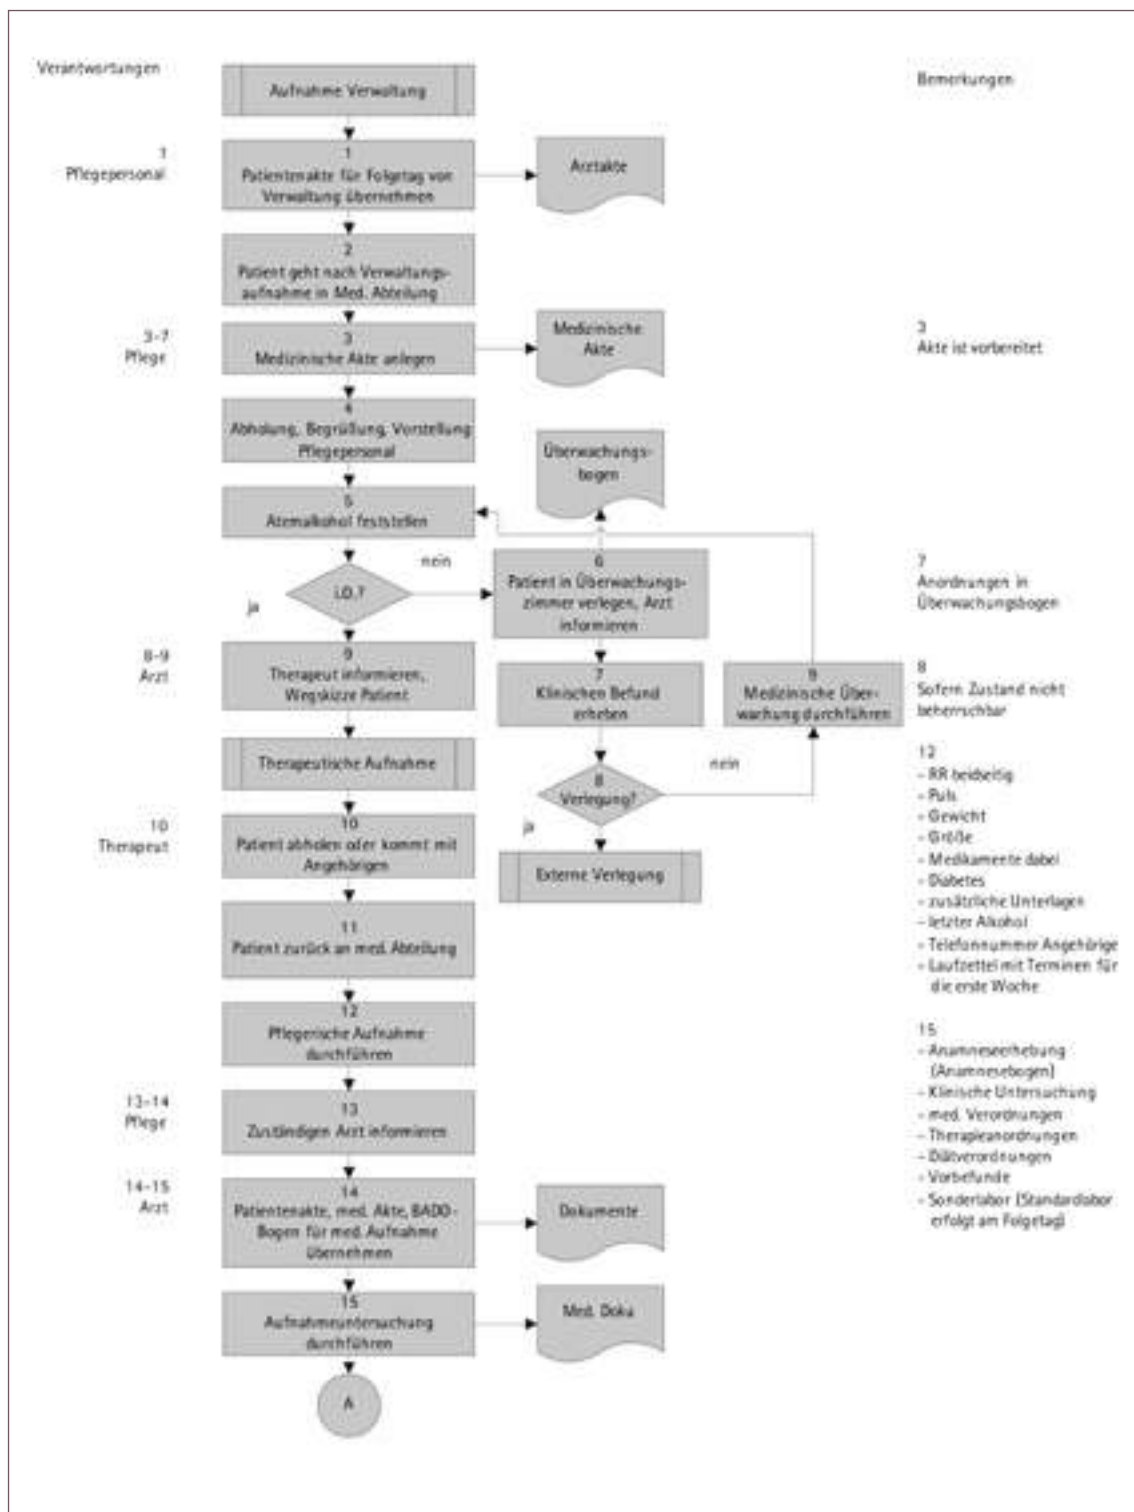 Verantwortungen
Bemerkungen
Aufnahme Verwaltung
1
Pflegepersonal
1
Patientenakte für Folgetag von
Verwaltung übernehmen
Arztakte
2
Patient geht nach Verwaltungs-
aufnahme in Med. Abteilung
3-7
Pflege
3
Medizinische Akte anlegen
Medizinische
Akte
3
Akte ist vorbereitet
4
Abholung, Begrüßung, Vorstellung
Pflegepersonal
Überwachungs-
bogen
5
Atemalkohol feststellen
nein
i.O.?
ja
6
Patient in Überwachungs-
zimmer verlegen, Arzt
informieren
7
Anordnungen in
Überwachungsbogen
8-9
Arzt
9
Therapeut informieren,
Wegskizze Patient
7
Klinischen Befund
erheben
9
Medizinische Über-
wachung durchführen
8
Sofern Zustand nicht
beherrschbar
Therapeutische Aufnahme
8
Verlegung?
nein
ja
Externe Verlegung
10
Therapeut
10
Patient abholen oder kommt mit
Angehörigen
12
- RR beidseitig
- Puls
- Gewicht
- Größe
- Medikamente dabei
- Diabetes
- zusätzliche Unterlagen
- letzter Alkohol
- Telefonnummer Angehörige
- Laufzettel mit Terminen für
die erste Woche
11
Patient zurück an med. Abteilung
12
Pflegerische Aufnahme
durchführen
12-14
Pflege
13
Zuständigen Arzt informieren
15
- Anamneseerhebung
(Anamnesebogen)
- Klinische Untersuchung
- med. Verordnungen
- Therapieanordnungen
- Diätverordnungen
- Vorbefunde
- Sonderlabor (Standardlabor
erfolgt am Folgetag)
14-15
Arzt
14
Patientenakte, med. Akte, BADO-
Bogen für med. Aufnahme
übernehmen
Dokumente
15
Aufnahmeuntersuchung
durchführen
Med. Doku
A